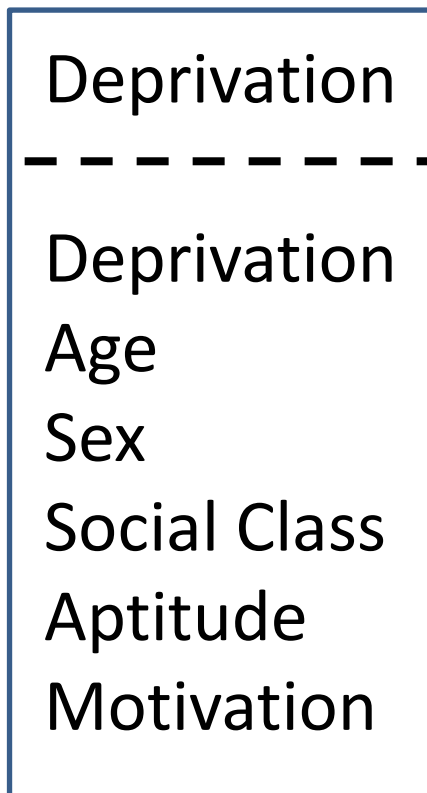 Deprivation
Deprivation
Age
Sex
Social Class
Aptitude
Motivation